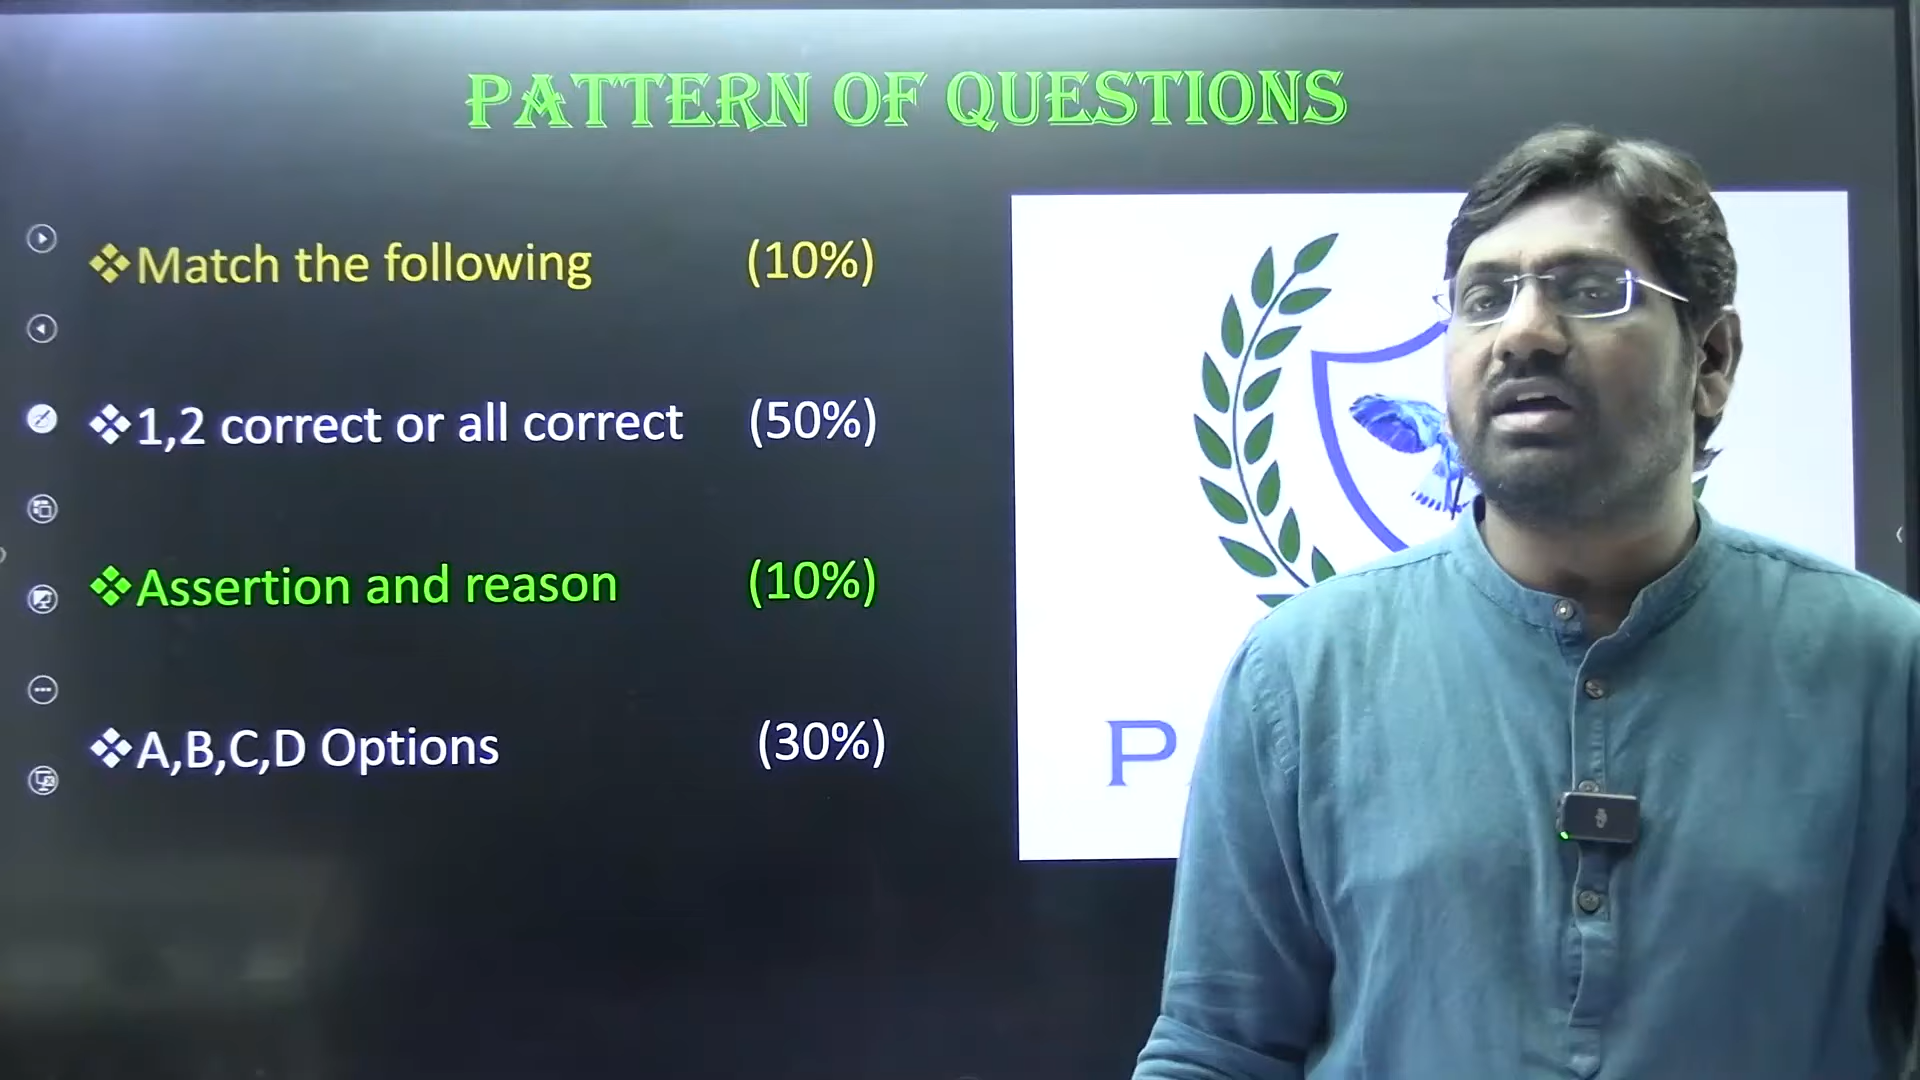 PATTERN OF QUESTIONS
❖Match the following (10%)
❖1,2 correct or all correct (50%)
❖Assertion and reason (10%)
❖A,B,C,D Options (30%)